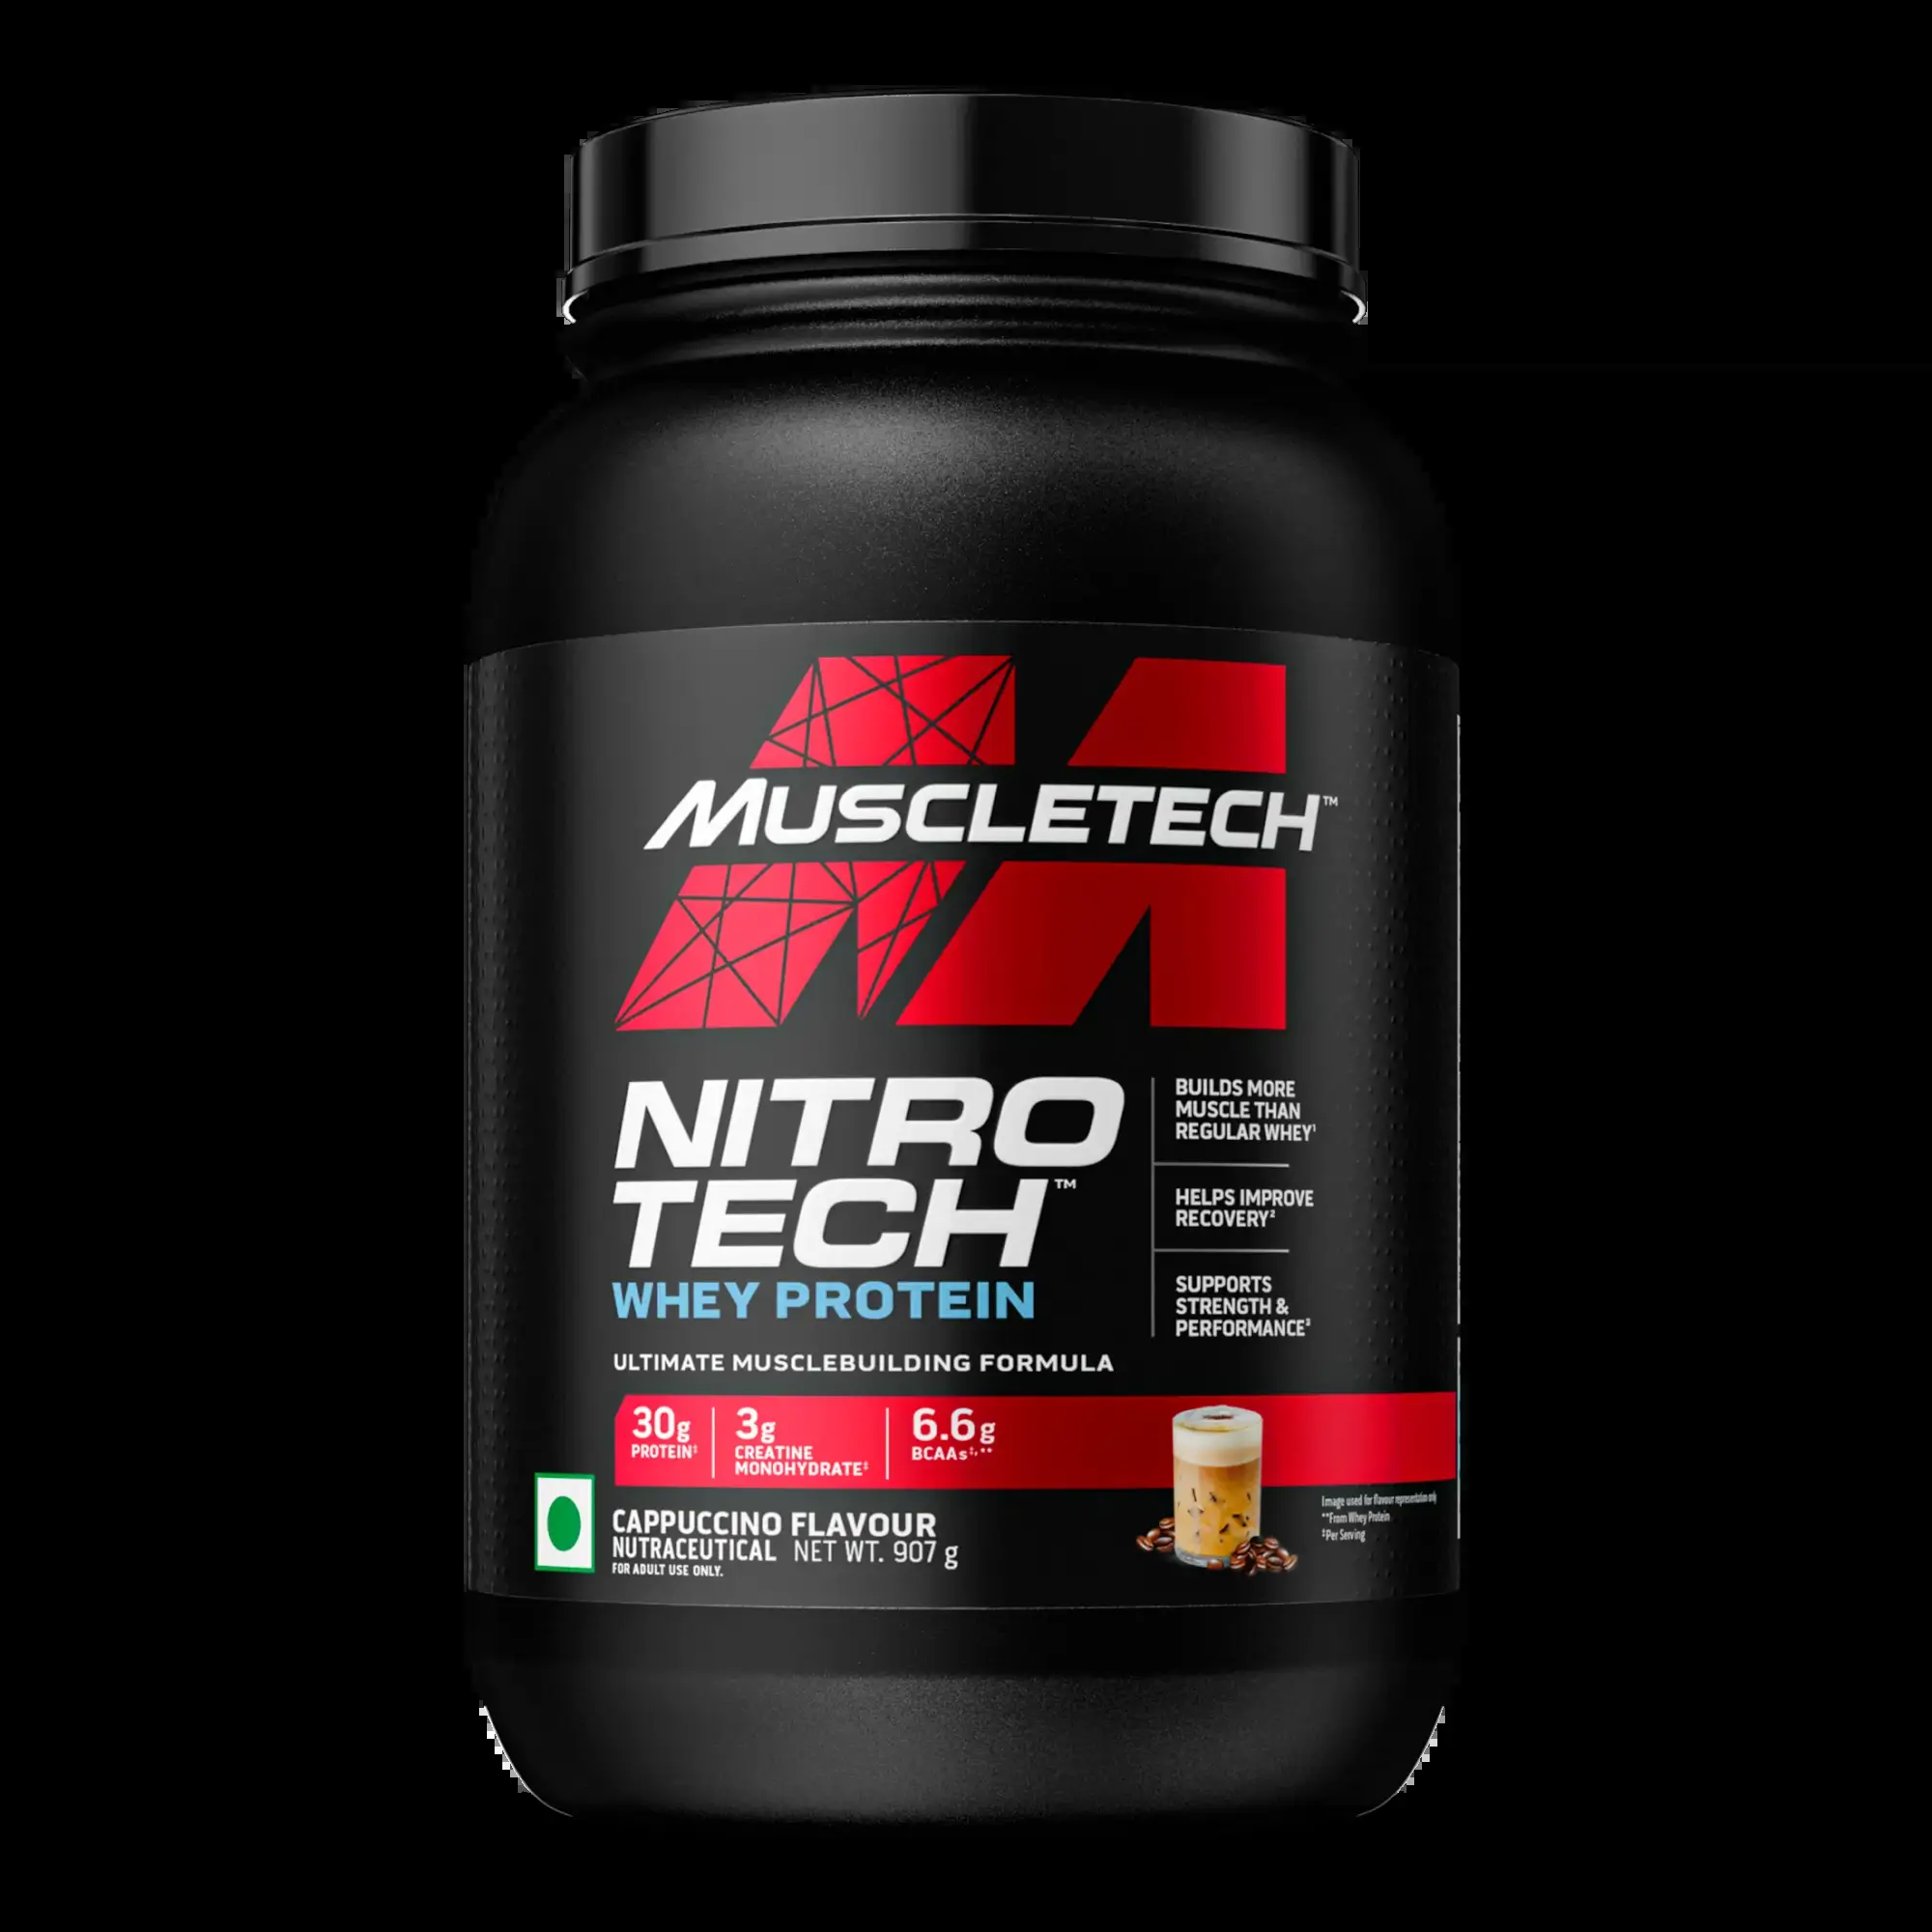 MUSCLETECH™
NITRO
TECH™
WHEY PROTEIN
ULTIMATE MUSCLEBUILDING FORMULA
BUILDS MORE
MUSCLE THAN
REGULAR WHEY¹
HELPS IMPROVE
RECOVERY²
SUPPORTS
STRENGTH &
PERFORMANCE³
30g
PROTEIN‡
3g
CREATINE
MONOHYDRATE‡
6.6g
BCAAs‡,**
CAPPUCCINO FLAVOUR
NUTRACEUTICAL NET WT. 907 g
FOR ADULT USE ONLY.
Image used for flavour representation only
**From Whey Protein
‡Per Serving